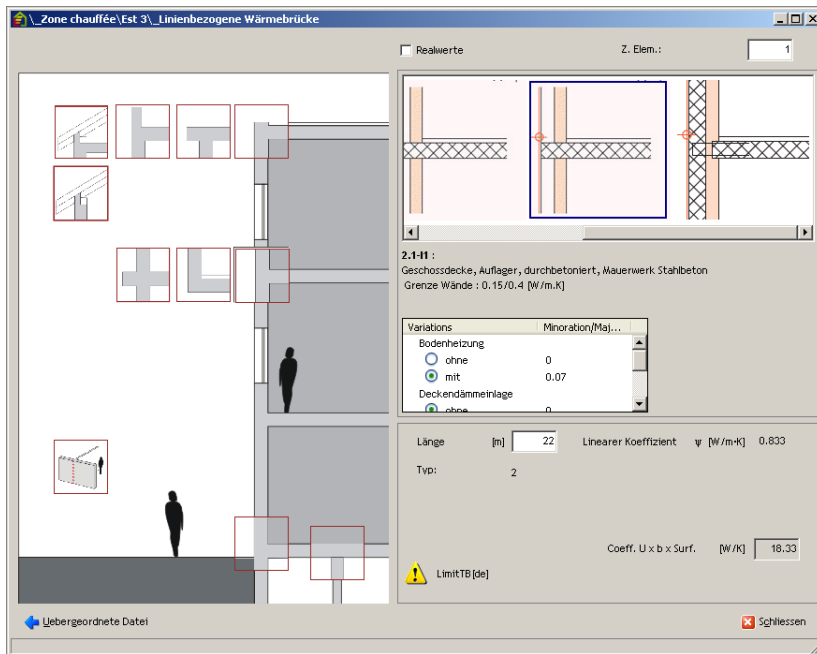 \_Zone chauffée\Est 3\_Linienbezogene Wärmebrücke
Realwerte Z. Elem.: 1
2.1-I1 :
Geschossdecke, Auflager, durchbetoniert, Mauerwerk Stahlbeton
Grenze Wände : 0.15/0.4 [W/m.K]
Variations Minoration/Maj...
Bodenheizung
ohne 0
mit 0.07
Deckendämmeinlage
ohne 0
Länge [m] 22 Linearer Koeffizient ψ [W/m·K] 0.833
Typ: 2
Coeff. U x b x Surf. [W/K] 18.33
LimitTB[de]
Uebergeordnete Datei Schliessen